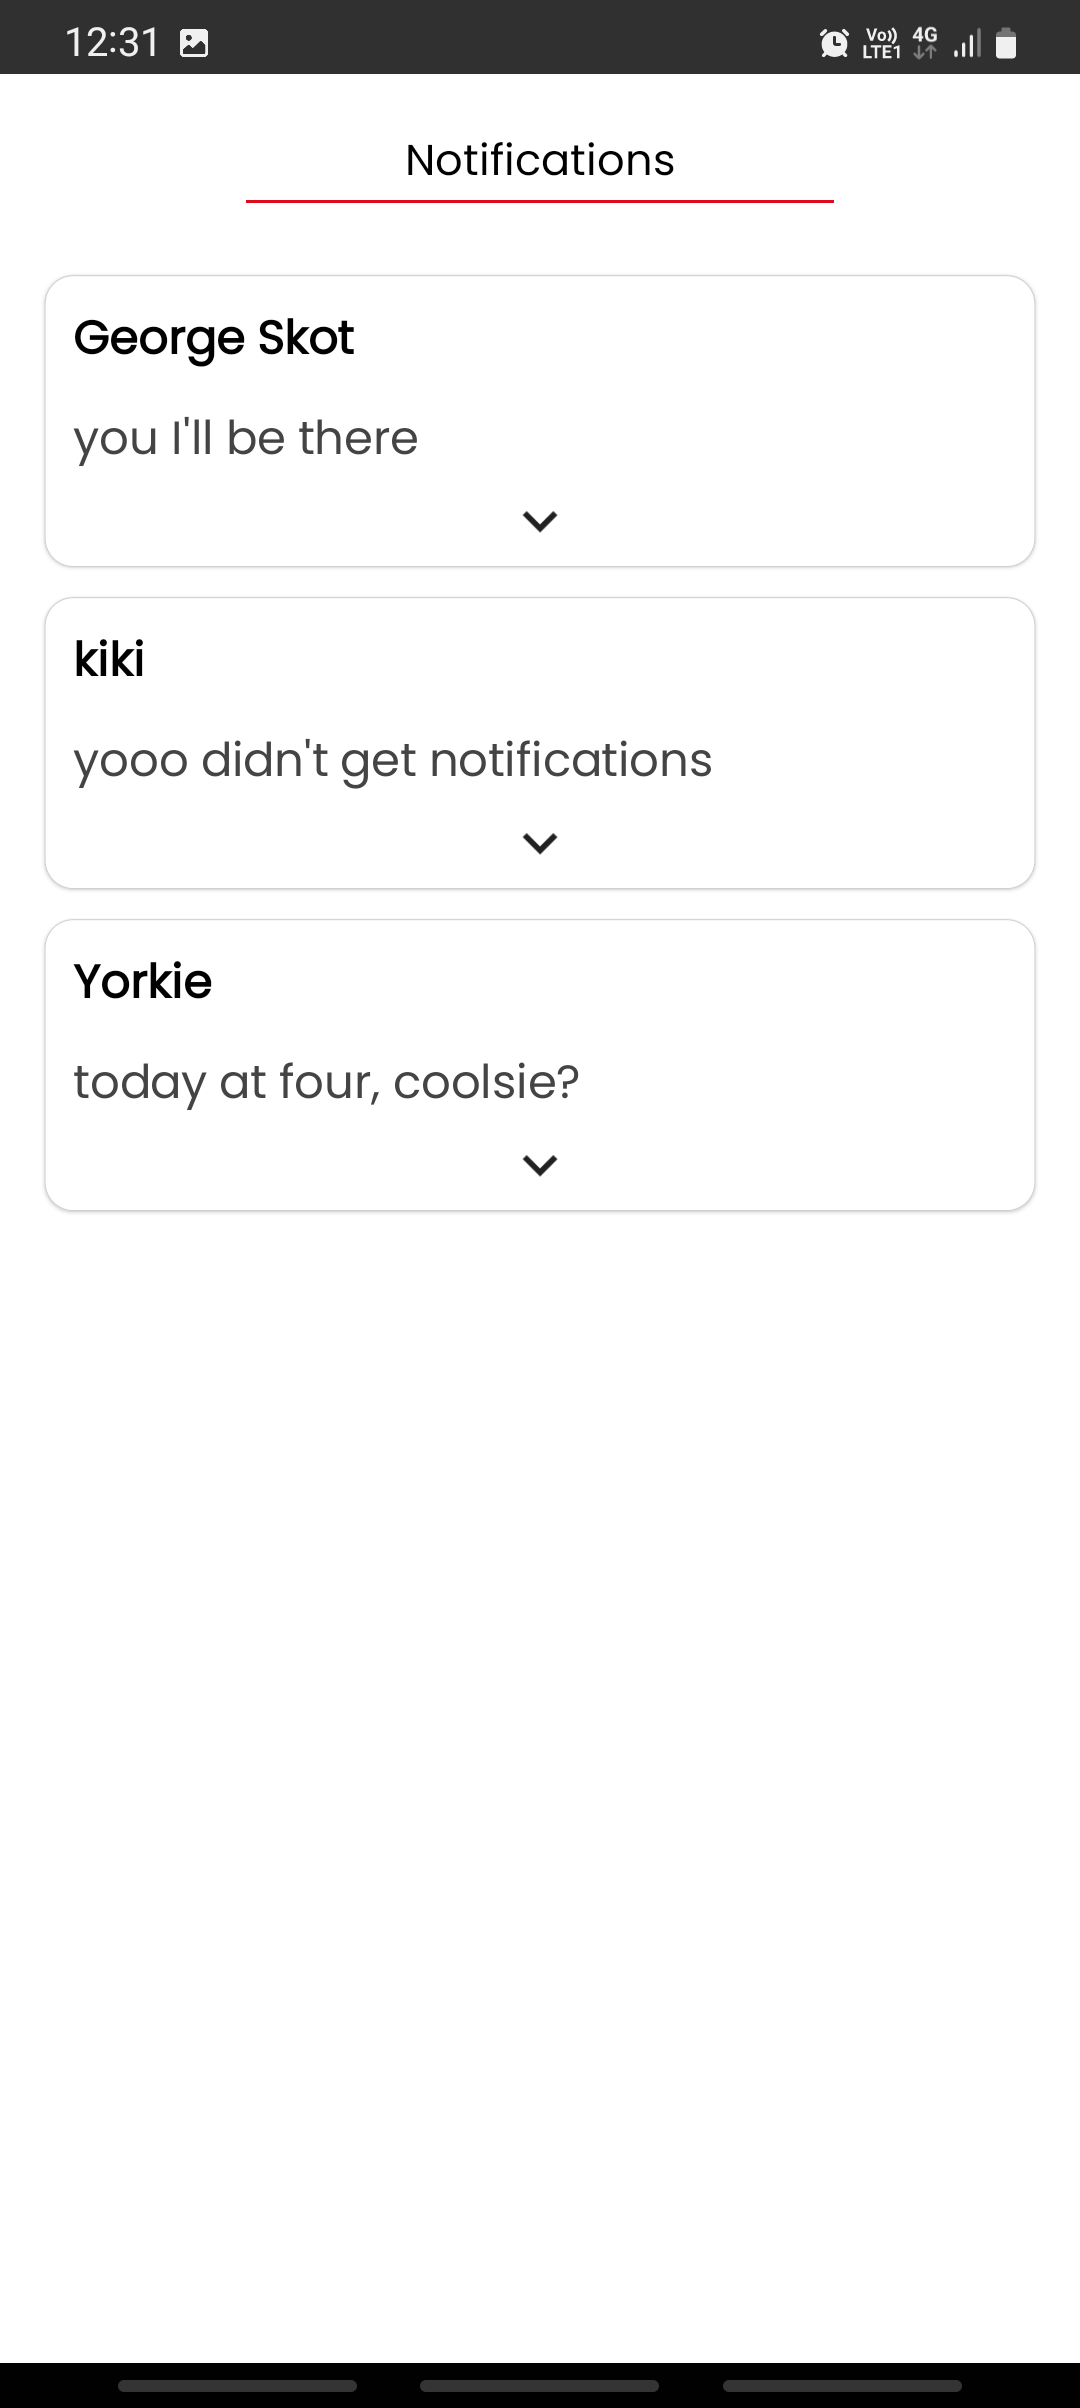 12:31
Vo)) 4G
LTE1
Notifications
George Skot
you I'll be there
kiki
yooo didn't get notifications
Yorkie
today at four, coolsie?